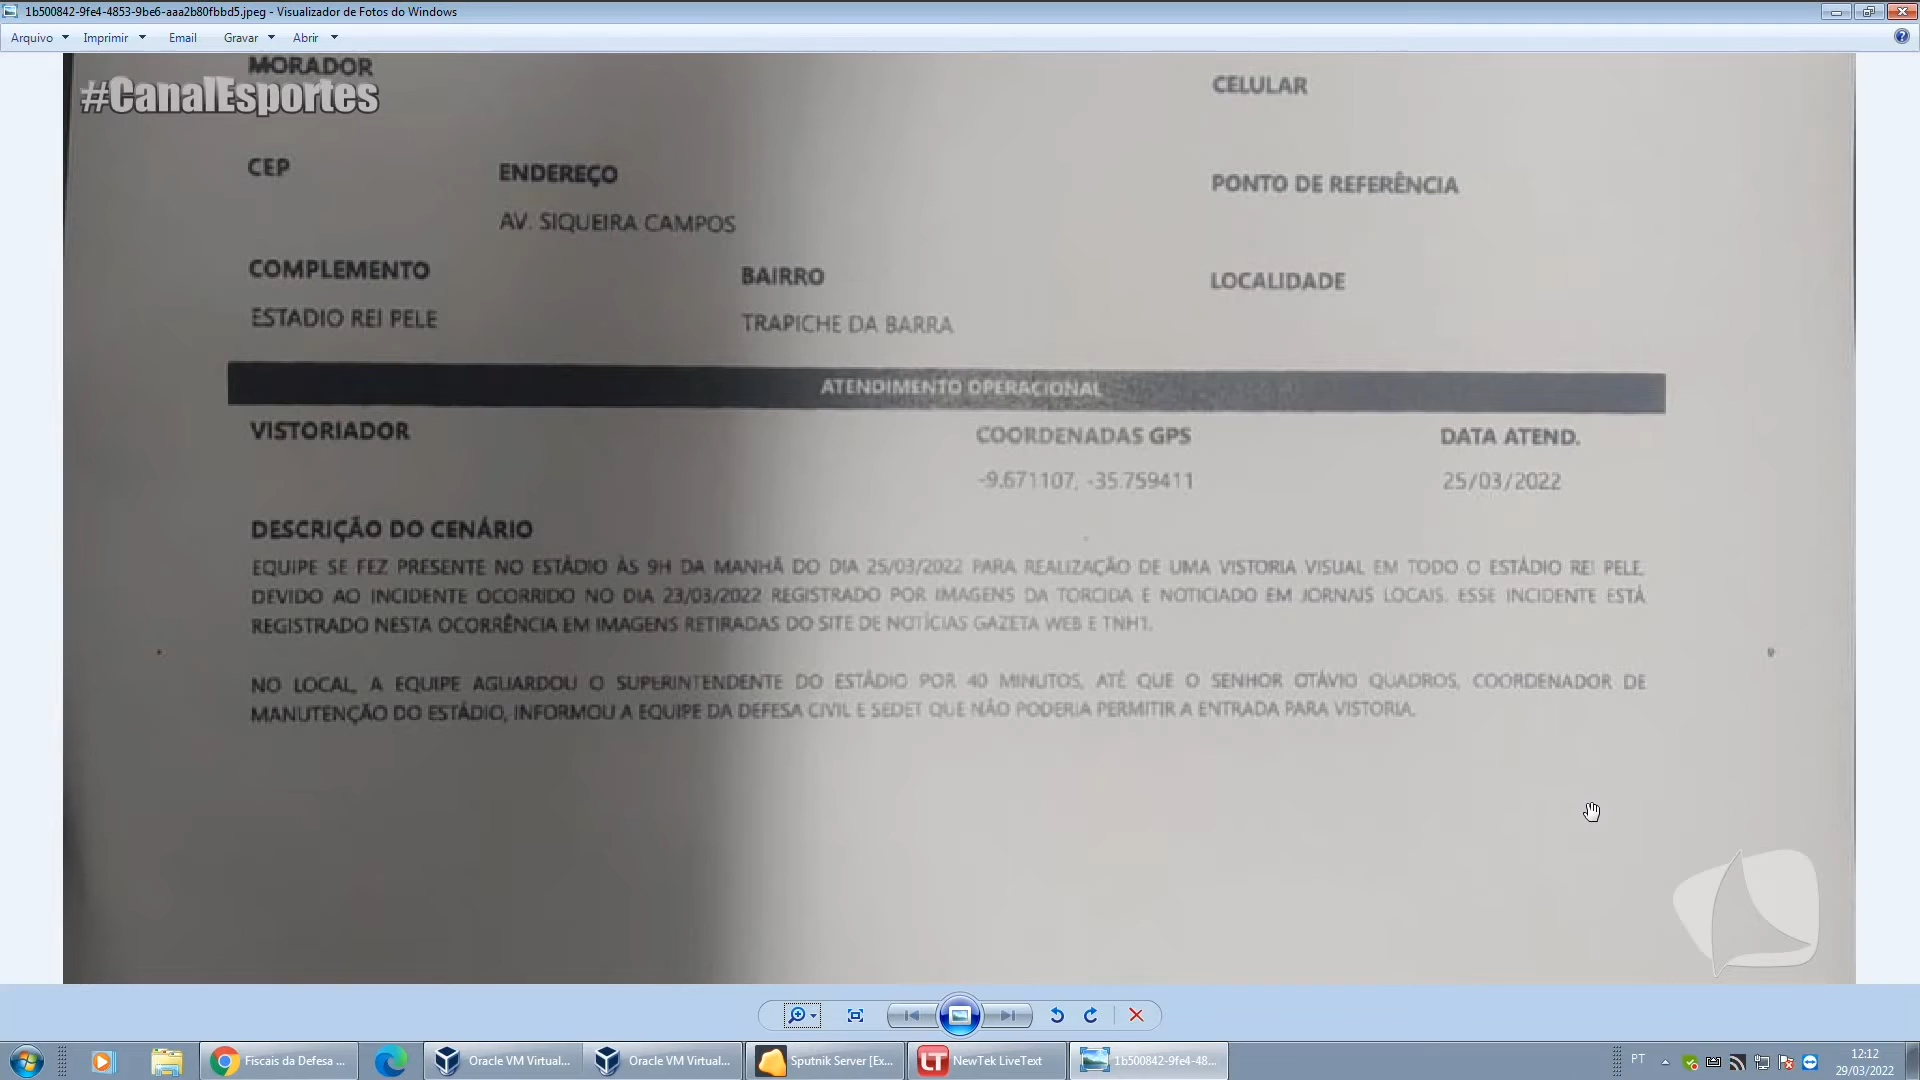 1b500842-9fe4-4853-9be6-aaa2b80fbbd5.jpeg - Visualizador de Fotos do Windows
Arquivo Imprimir Email Gravar Abrir
MORADOR
#CanalEsportes
CELULAR
CEP ENDEREÇO PONTO DE REFERÊNCIA
AV. SIQUEIRA CAMPOS
COMPLEMENTO BAIRRO LOCALIDADE
ESTADIO REI PELE TRAPICHE DA BARRA
ATENDIMENTO OPERACIONAL
VISTORIADOR COORDENADAS GPS DATA ATEND.
-9.671107, -35.759411 25/03/2022
DESCRIÇÃO DO CENÁRIO
EQUIPE SE FEZ PRESENTE NO ESTÁDIO ÀS 9H DA MANHÃ DO DIA 25/03/2022 PARA REALIZAÇÃO DE UMA VISTORIA VISUAL EM TODO O ESTÁDIO REI PELE,
DEVIDO AO INCIDENTE OCORRIDO NO DIA 23/03/2022 REGISTRADO POR IMAGENS DA TORCIDA E NOTICIADO EM JORNAIS LOCAIS. ESSE INCIDENTE ESTÁ
REGISTRADO NESTA OCORRÊNCIA EM IMAGENS RETIRADAS DO SITE DE NOTÍCIAS GAZETA WEB E TNH1.
NO LOCAL, A EQUIPE AGUARDOU O SUPERINTENDENTE DO ESTÁDIO POR 40 MINUTOS, ATÉ QUE O SENHOR OTÁVIO QUADROS, COORDENADOR DE
MANUTENÇÃO DO ESTÁDIO, INFORMOU A EQUIPE DA DEFESA CIVIL E SEDET QUE NÃO PODERIA PERMITIR A ENTRADA PARA VISTORIA.
Fiscais da Defesa ... Oracle VM Virtual... Oracle VM Virtual... Sputnik Server [Ex... NewTek LiveText 1b500842-9fe4-48... PT 12:12
29/03/2022